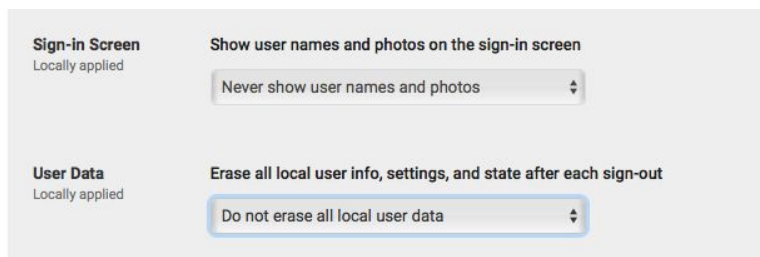 Sign-in Screen
Locally applied
Show user names and photos on the sign-in screen
Never show user names and photos
User Data
Locally applied
Erase all local user info, settings, and state after each sign-out
Do not erase all local user data